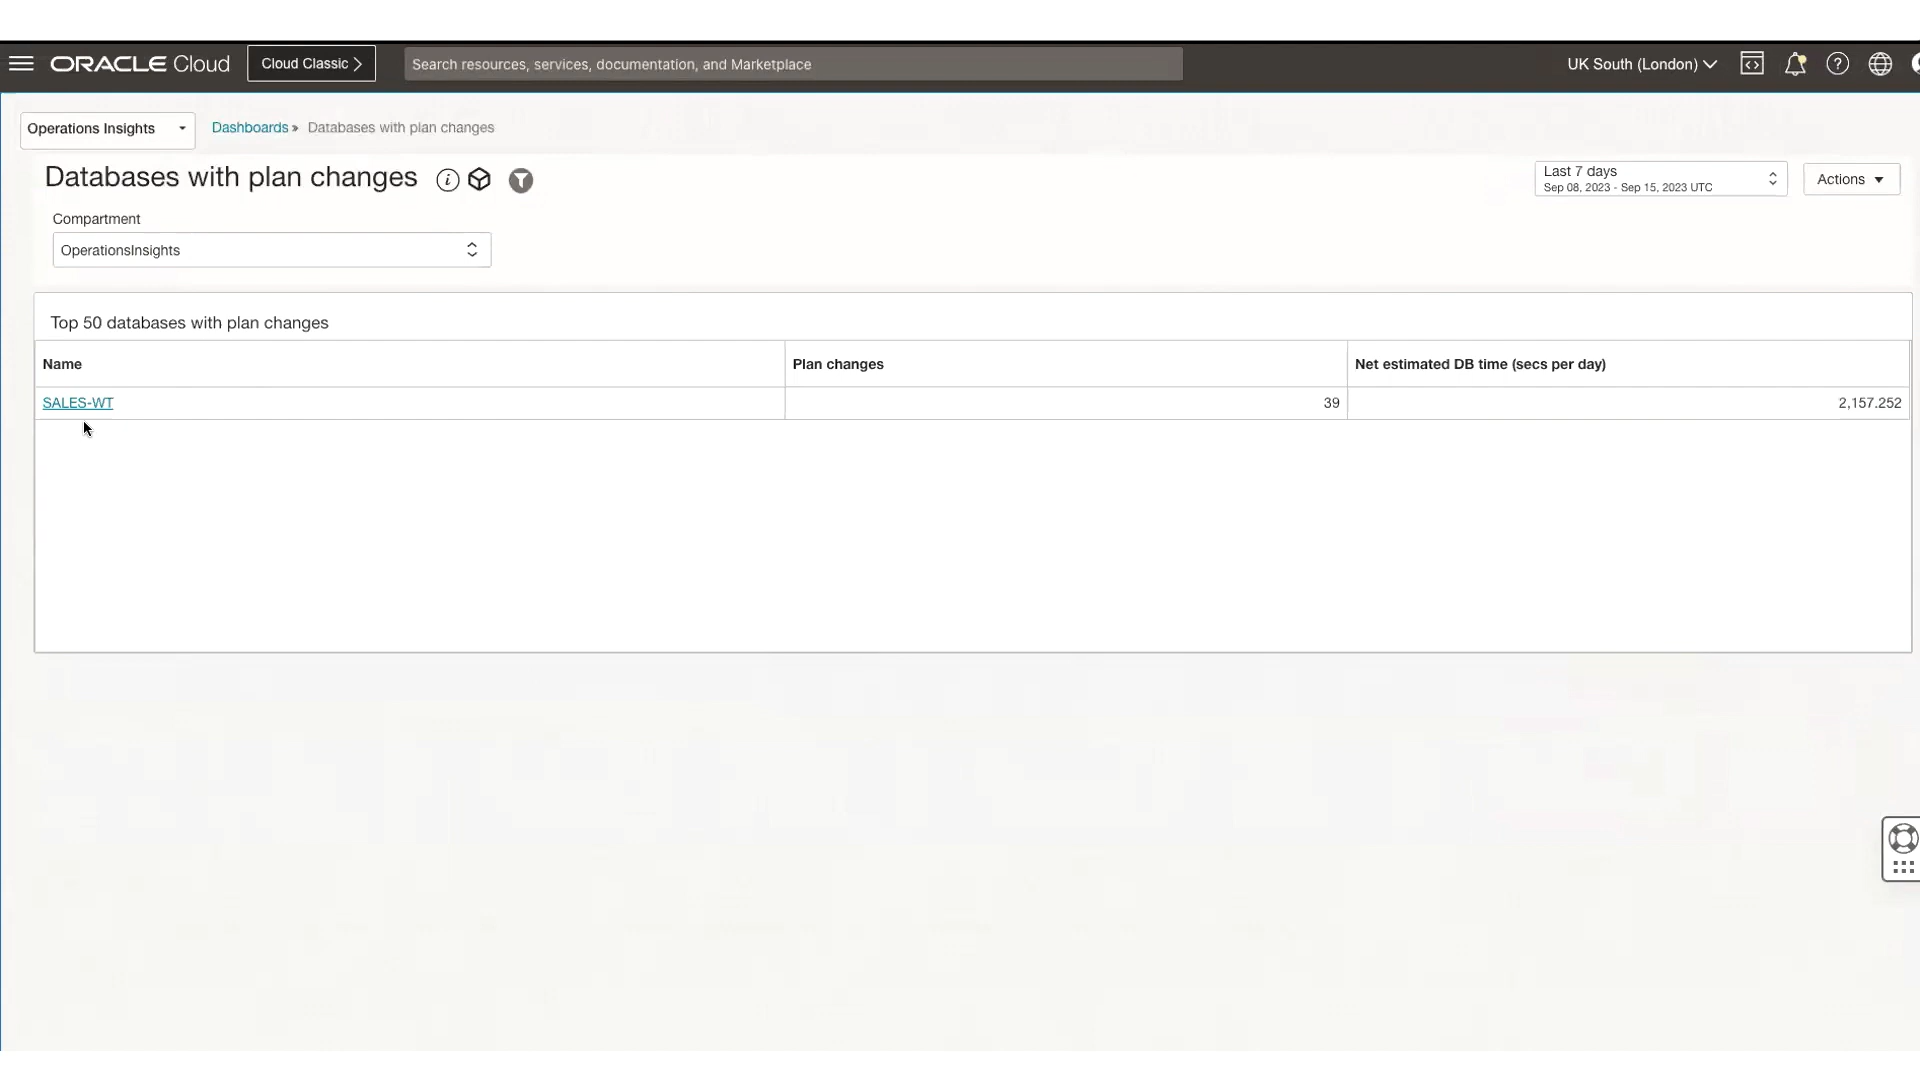 ORACLE Cloud
Cloud Classic
Search resources, services, documentation, and Marketplace
UK South (London)
Operations Insights
Dashboards » Databases with plan changes
Databases with plan changes
Last 7 days
Sep 08, 2023 - Sep 15, 2023 UTC
Actions
Compartment
OperationsInsights
Top 50 databases with plan changes
Name Plan changes Net estimated DB time (secs per day)
SALES-WT 39 2,157.252